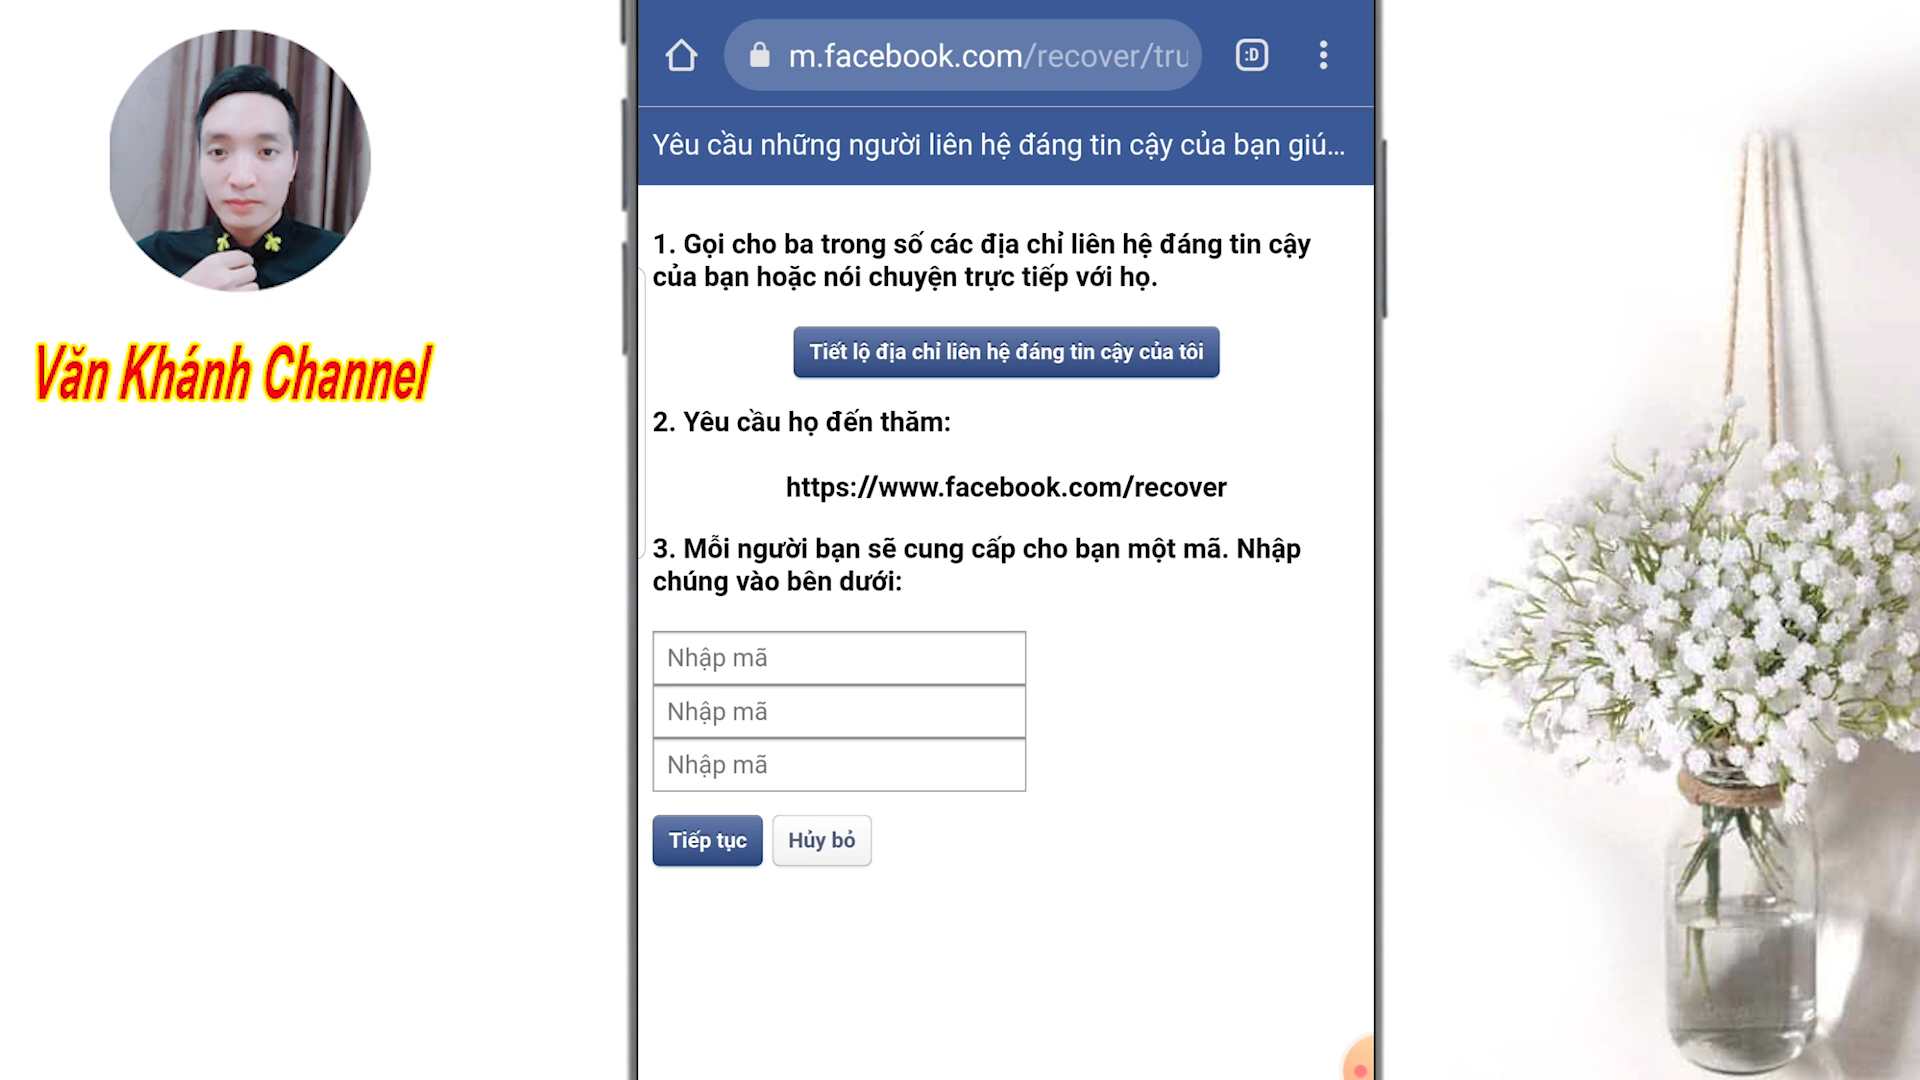 Văn Khánh Channel
m.facebook.com/recover/tru
:D
Yêu cầu những người liên hệ đáng tin cậy của bạn giú...
1. Gọi cho ba trong số các địa chỉ liên hệ đáng tin cậy
của bạn hoặc nói chuyện trực tiếp với họ.
Tiết lộ địa chỉ liên hệ đáng tin cậy của tôi
2. Yêu cầu họ đến thăm:
https://www.facebook.com/recover
3. Mỗi người bạn sẽ cung cấp cho bạn một mã. Nhập
chúng vào bên dưới:
Nhập mã
Nhập mã
Nhập mã
Tiếp tục
Hủy bỏ